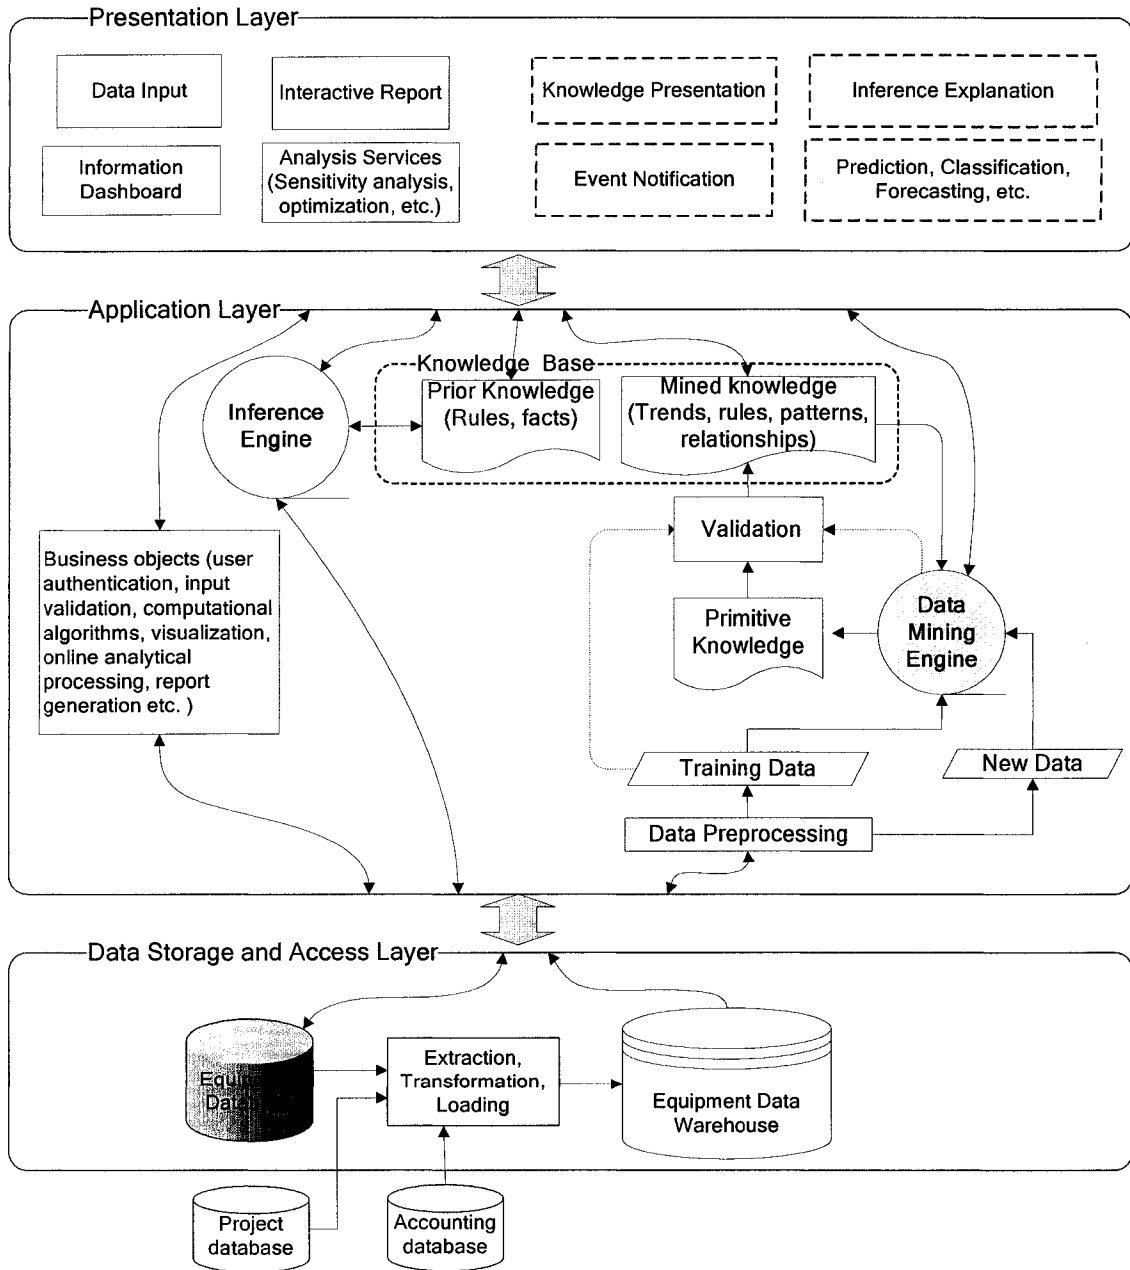 Presentation Layer
Data Input
Interactive Report
Knowledge Presentation
Inference Explanation
Information
Dashboard
Analysis Services
(Sensitivity analysis,
optimization, etc.)
Event Notification
Prediction, Classification,
Forecasting, etc.
Application Layer
Knowledge Base
Inference
Engine
Prior Knowledge
(Rules, facts)
Mined knowledge
(Trends, rules, patterns,
relationships)
Validation
Business objects (user
authentication, input
validation, computational
algorithms, visualization,
online analytical
processing, report
generation etc. )
Primitive
Knowledge
Data
Mining
Engine
Training Data
New Data
Data Preprocessing
Data Storage and Access Layer
Extraction,
Transformation,
Loading
Equipment Data
Warehouse
Project
database
Accounting
database